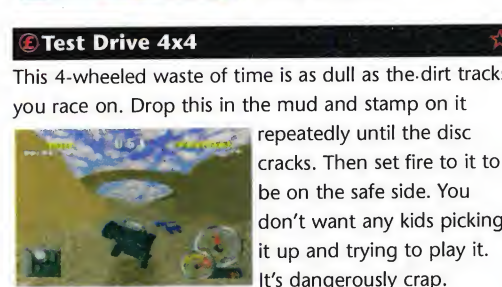 £ Test Drive 4x4
This 4-wheeled waste of time is as dull as the dirt track
you race on. Drop this in the mud and stamp on it
repeatedly until the disc
cracks. Then set fire to it to
be on the safe side. You
don't want any kids picking
it up and trying to play it.
It's dangerously crap.